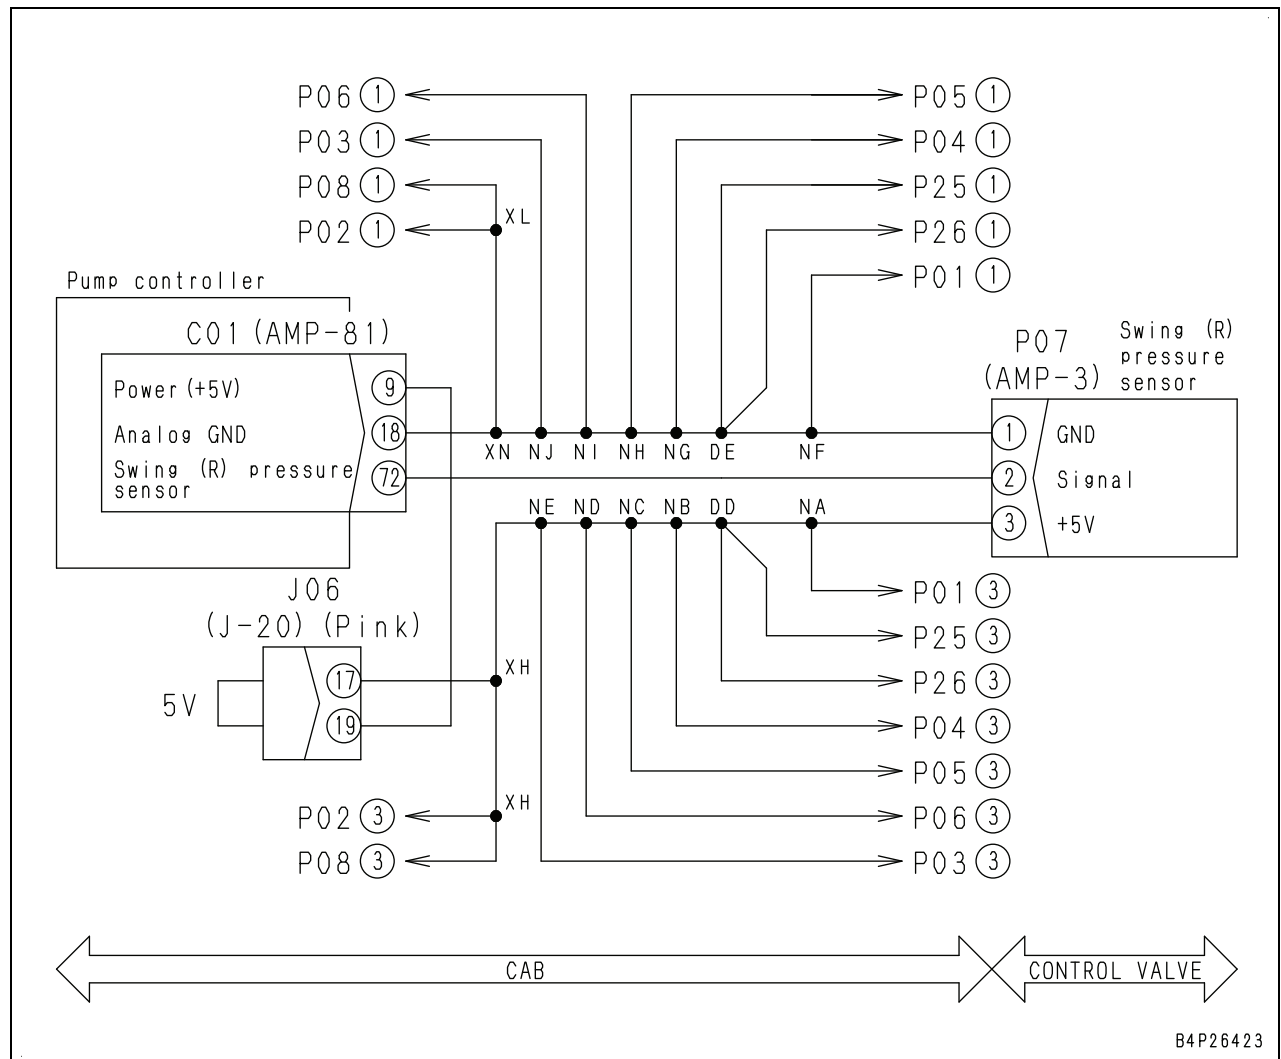 P06 1
P05 1
P03 1
P04 1
P08 1
P25 1
P02 1
XL
P26 1
P01 1
Pump controller
C01 (AMP-81)
P07
(AMP-3)
Swing (R)
pressure
sensor
Power (+5V)
9
Analog GND
18
XN NJ NI NH NG DE NF
1
GND
Swing (R) pressure
sensor
72
2
Signal
NE ND NC NB DD NA
3
+5V
J06
(J-20) (Pink)
P01 3
P25 3
5V
17
XH
P26 3
19
P04 3
P05 3
P02 3
XH
P06 3
P08 3
P03 3
CAB
CONTROL VALVE
B4P26423